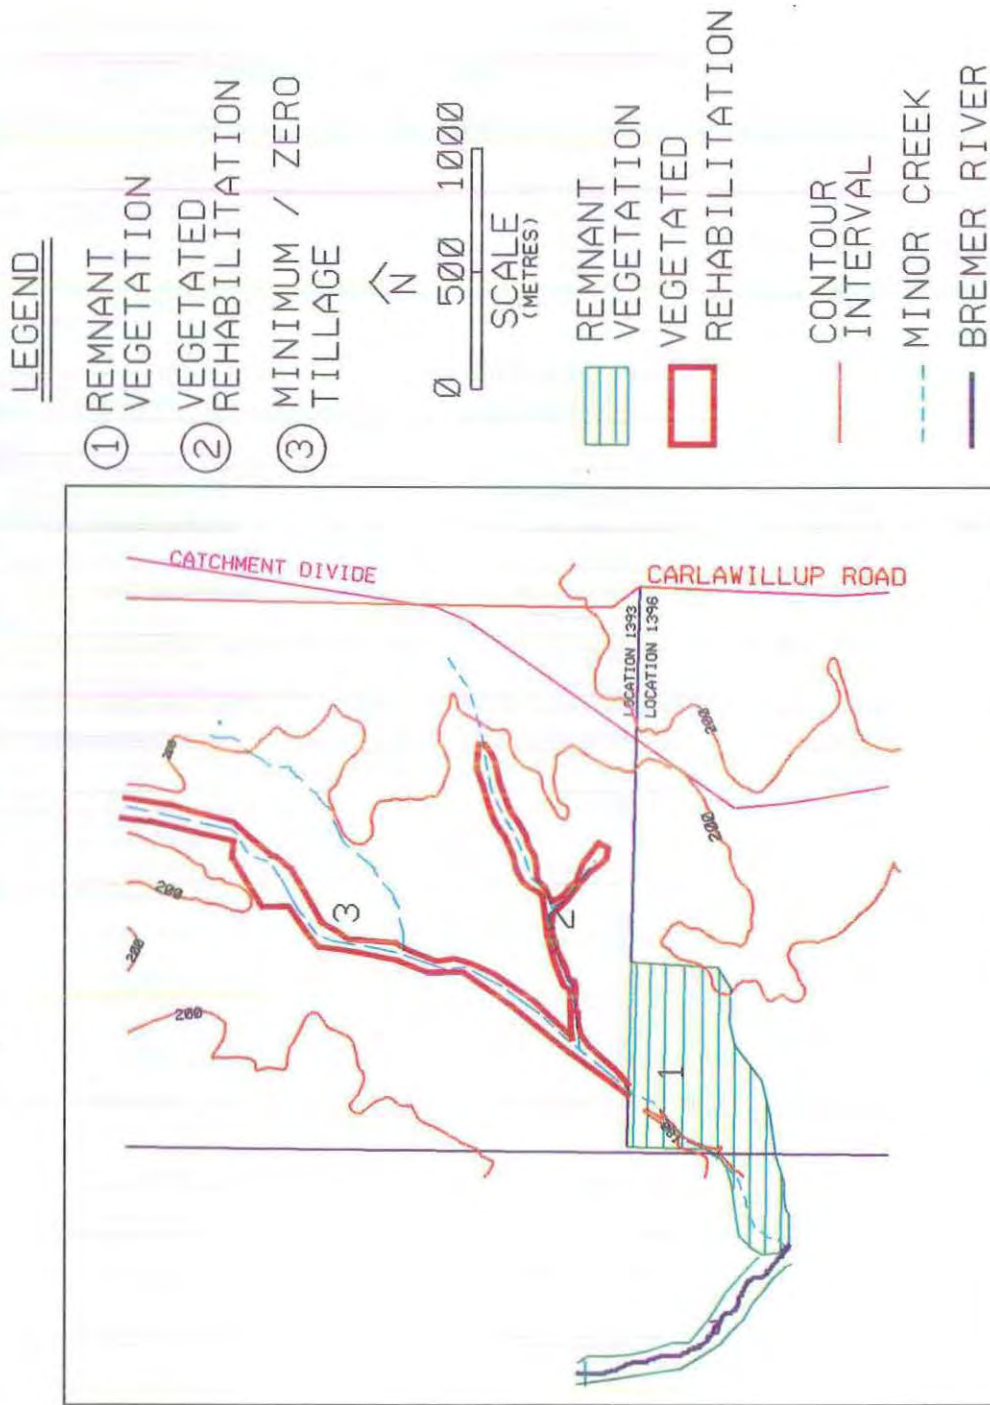 LEGEND
1 REMNANT
VEGETATION
2 VEGETATED
REHABILITATION
3 MINIMUM / ZERO
TILLAGE
N
0 500 1000
SCALE
(METRES)
REMNANT
VEGETATION
VEGETATED
REHABILITATION
CONTOUR
INTERVAL
MINOR CREEK
BREMER RIVER
CATCHMENT DIVIDE
CARLAWILLUP ROAD
LOCATION 1393
LOCATION 1396
200
200
200
200
200
200
3
2
1